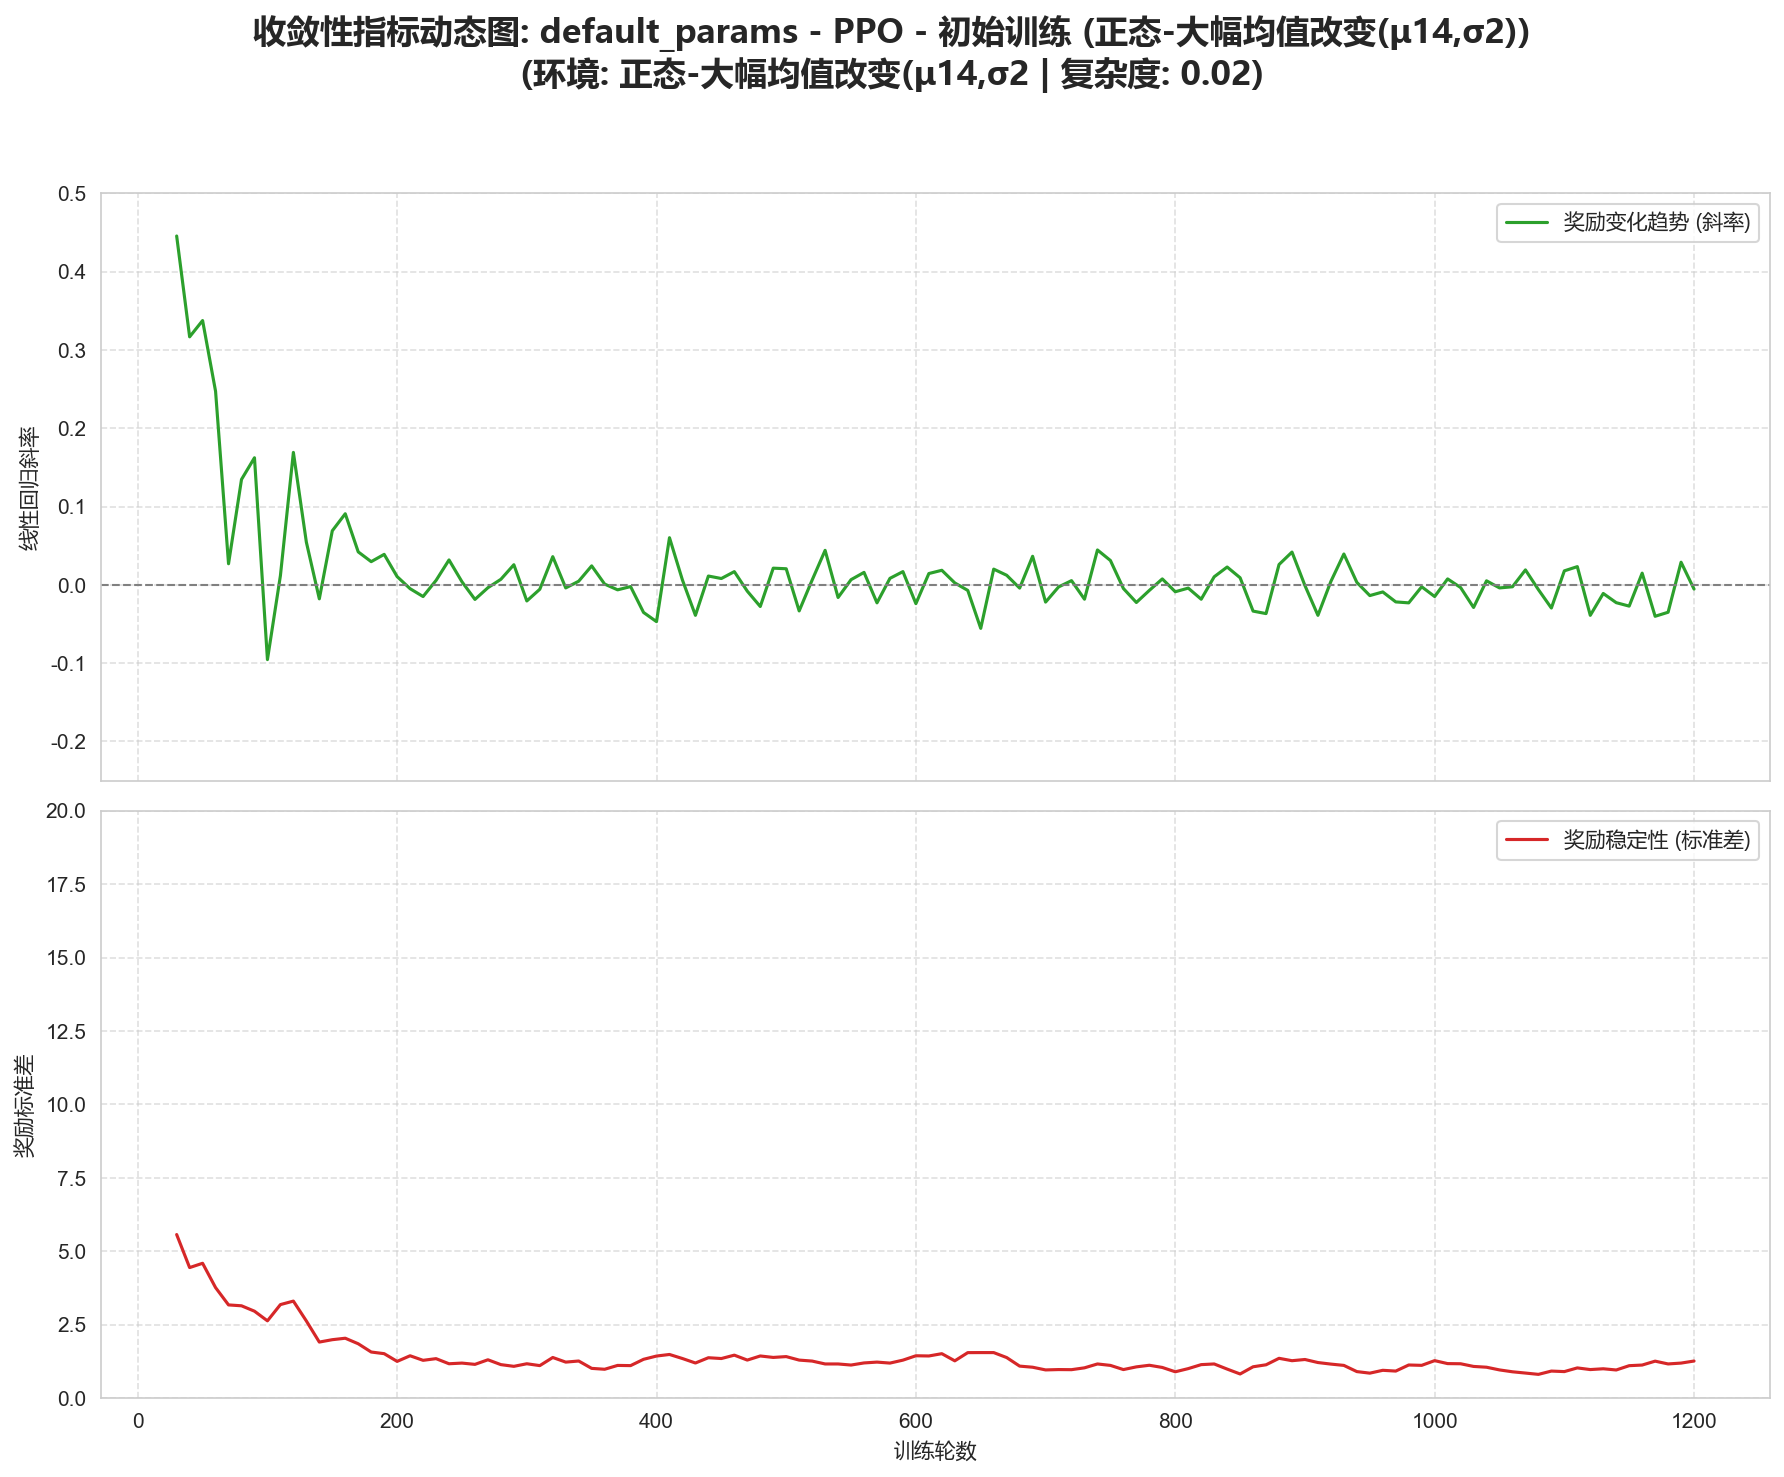 收敛性指标动态图: default_params - PPO - 初始训练 (正态-大幅均值改变(μ14,σ2))
(环境: 正态-大幅均值改变(μ14,σ2 | 复杂度: 0.02)
0.5
0.4
0.3
0.2
0.1
0.0
-0.1
-0.2
线性回归斜率
奖励变化趋势 (斜率)
20.0
17.5
15.0
12.5
10.0
7.5
5.0
2.5
0.0
奖励标准差
奖励稳定性 (标准差)
0 200 400 600 800 1000 1200
训练轮数